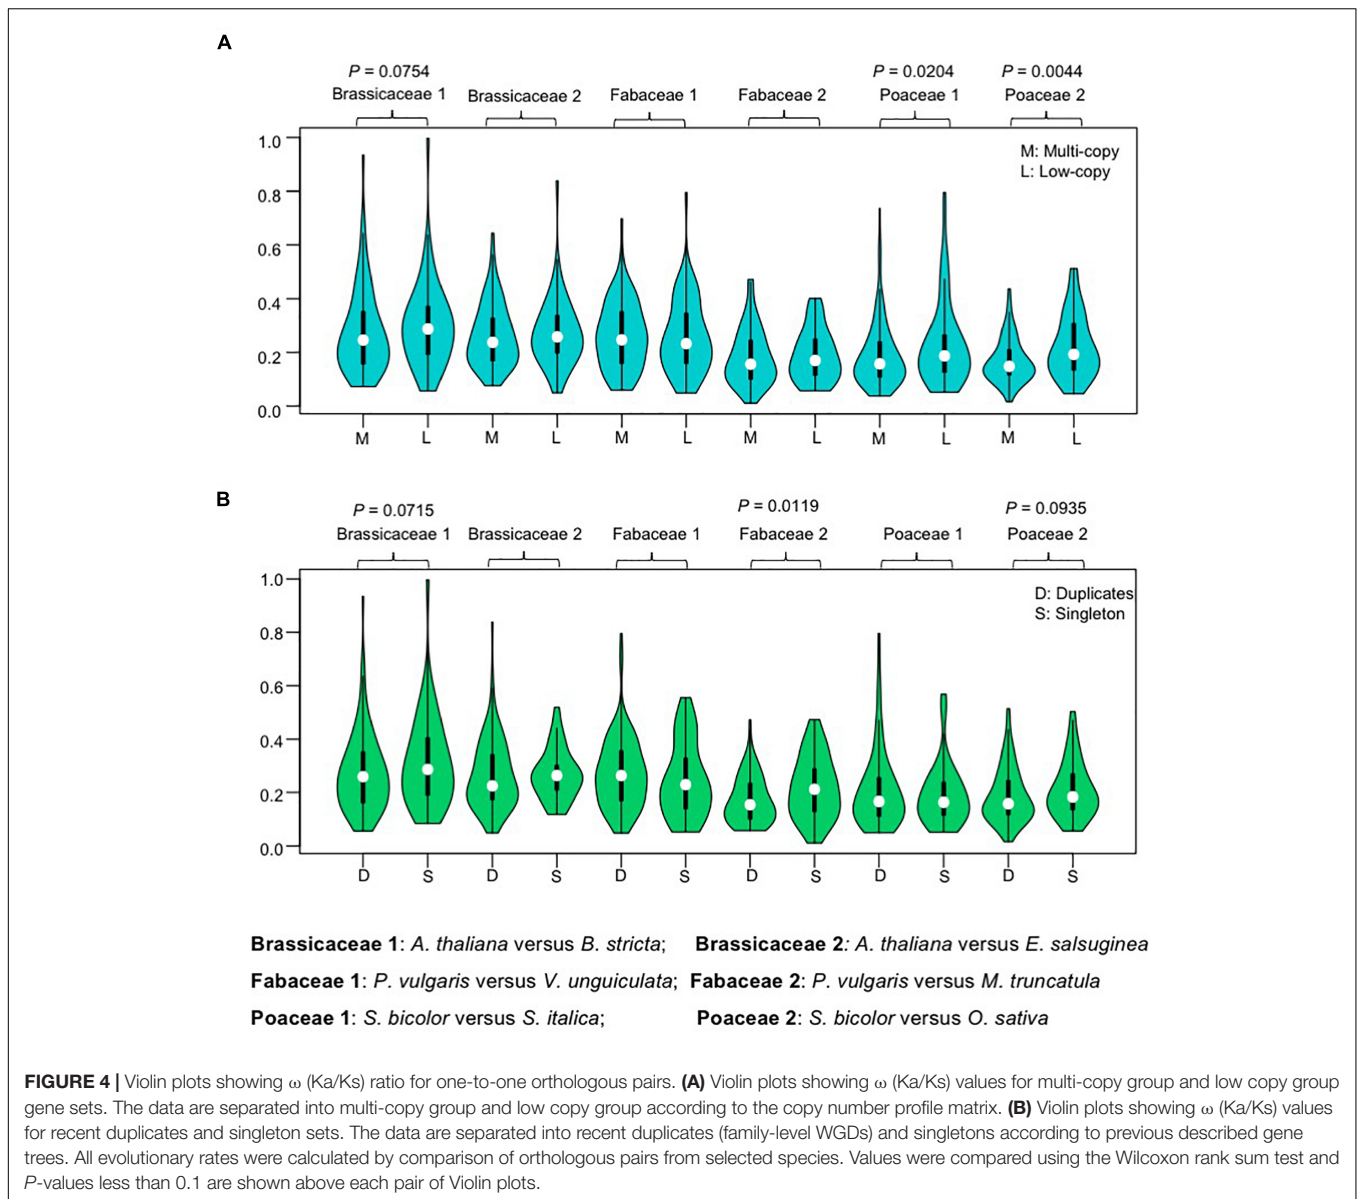 A
P = 0.0754 P = 0.0204 P = 0.0044
Brassicaceae 1 Brassicaceae 2 Fabaceae 1 Fabaceae 2 Poaceae 1 Poaceae 2
1.0
0.8
0.6
0.4
0.2
0.0
M: Multi-copy
L: Low-copy
M L M L M L M L M L M L
B
P = 0.0715 P = 0.0119 P = 0.0935
Brassicaceae 1 Brassicaceae 2 Fabaceae 1 Fabaceae 2 Poaceae 1 Poaceae 2
1.0
0.8
0.6
0.4
0.2
0.0
D: Duplicates
S: Singleton
D S D S D S D S D S D S
Brassicaceae 1: A. thaliana versus B. stricta; Brassicaceae 2: A. thaliana versus E. salsuginea
Fabaceae 1: P. vulgaris versus V. unguiculata; Fabaceae 2: P. vulgaris versus M. truncatula
Poaceae 1: S. bicolor versus S. italica; Poaceae 2: S. bicolor versus O. sativa
FIGURE 4 | Violin plots showing ω (Ka/Ks) ratio for one-to-one orthologous pairs. (A) Violin plots showing ω (Ka/Ks) values for multi-copy group and low copy group
gene sets. The data are separated into multi-copy group and low copy group according to the copy number profile matrix. (B) Violin plots showing ω (Ka/Ks) values
for recent duplicates and singleton sets. The data are separated into recent duplicates (family-level WGDs) and singletons according to previous described gene
trees. All evolutionary rates were calculated by comparison of orthologous pairs from selected species. Values were compared using the Wilcoxon rank sum test and
P-values less than 0.1 are shown above each pair of Violin plots.